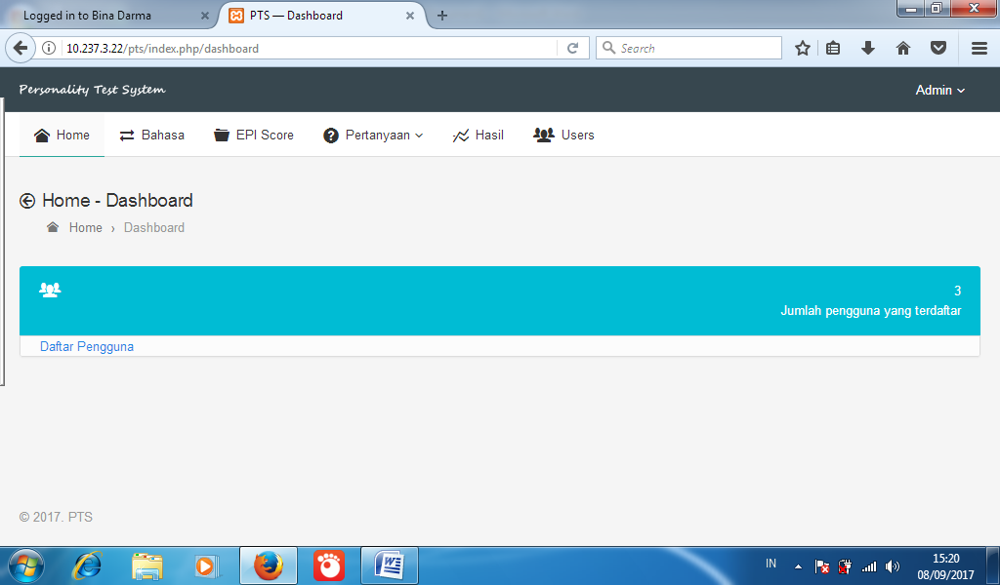 Logged in to Bina Darma
PTS — Dashboard
10.237.3.22/pts/index.php/dashboard
Search
Personality Test System
Admin
Home
Bahasa
EPI Score
Pertanyaan
Hasil
Users
Home - Dashboard
Home › Dashboard
3
Jumlah pengguna yang terdaftar
Daftar Pengguna
© 2017. PTS
IN
15:20
08/09/2017